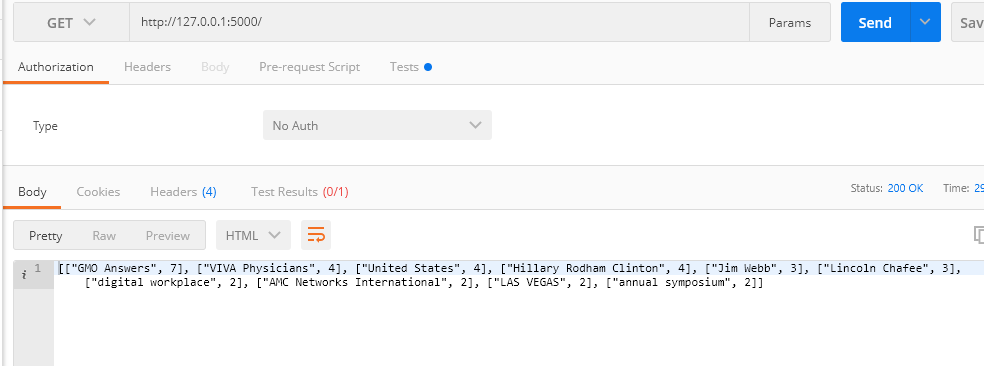 GET http://127.0.0.1:5000/ Params Send Sav
Authorization Headers Body Pre-request Script Tests
Type No Auth
Body Cookies Headers (4) Test Results (0/1) Status: 200 OK Time: 29
Pretty Raw Preview HTML
i 1 [["GMO Answers", 7], ["VIVA Physicians", 4], ["United States", 4], ["Hillary Rodham Clinton", 4], ["Jim Webb", 3], ["Lincoln Chafee", 3],
["digital workplace", 2], ["AMC Networks International", 2], ["LAS VEGAS", 2], ["annual symposium", 2]]